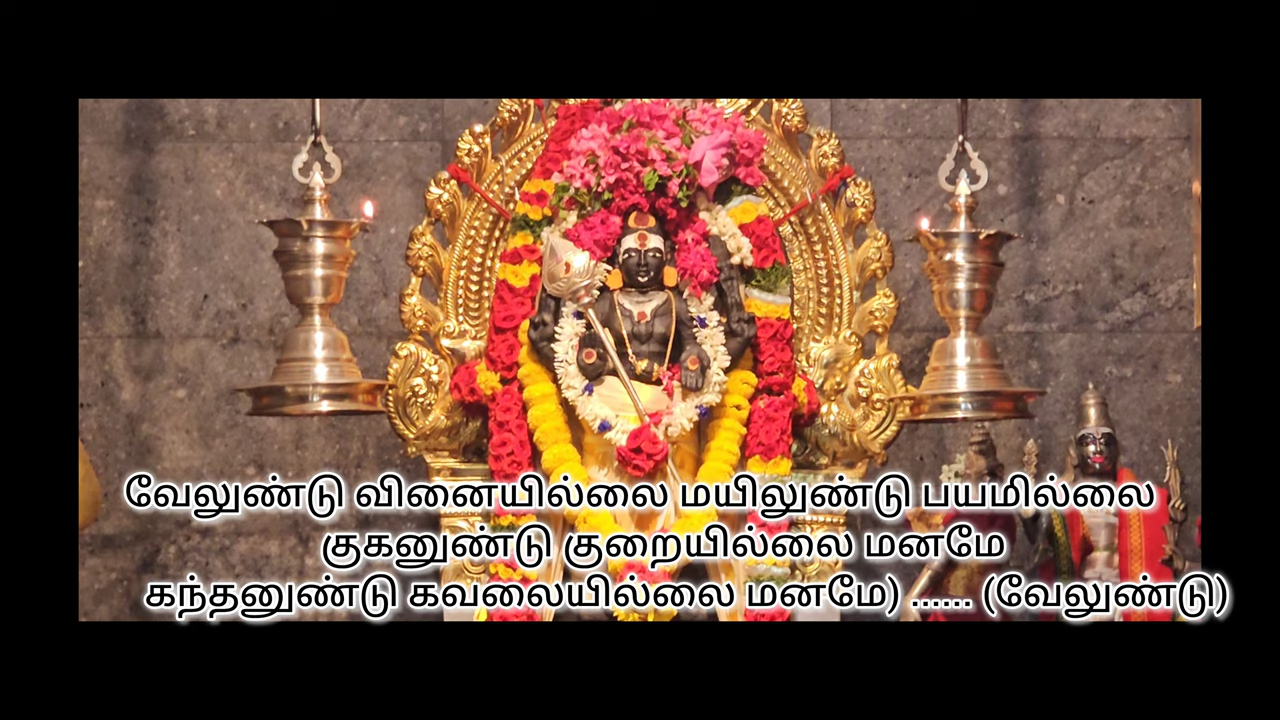 வேலுண்டு வினையில்லை மயிலுண்டு பயமில்லை
குகனுண்டு குறையில்லை மனமே
கந்தனுண்டு கவலையில்லை மனமே) ...... (வேலுண்டு)